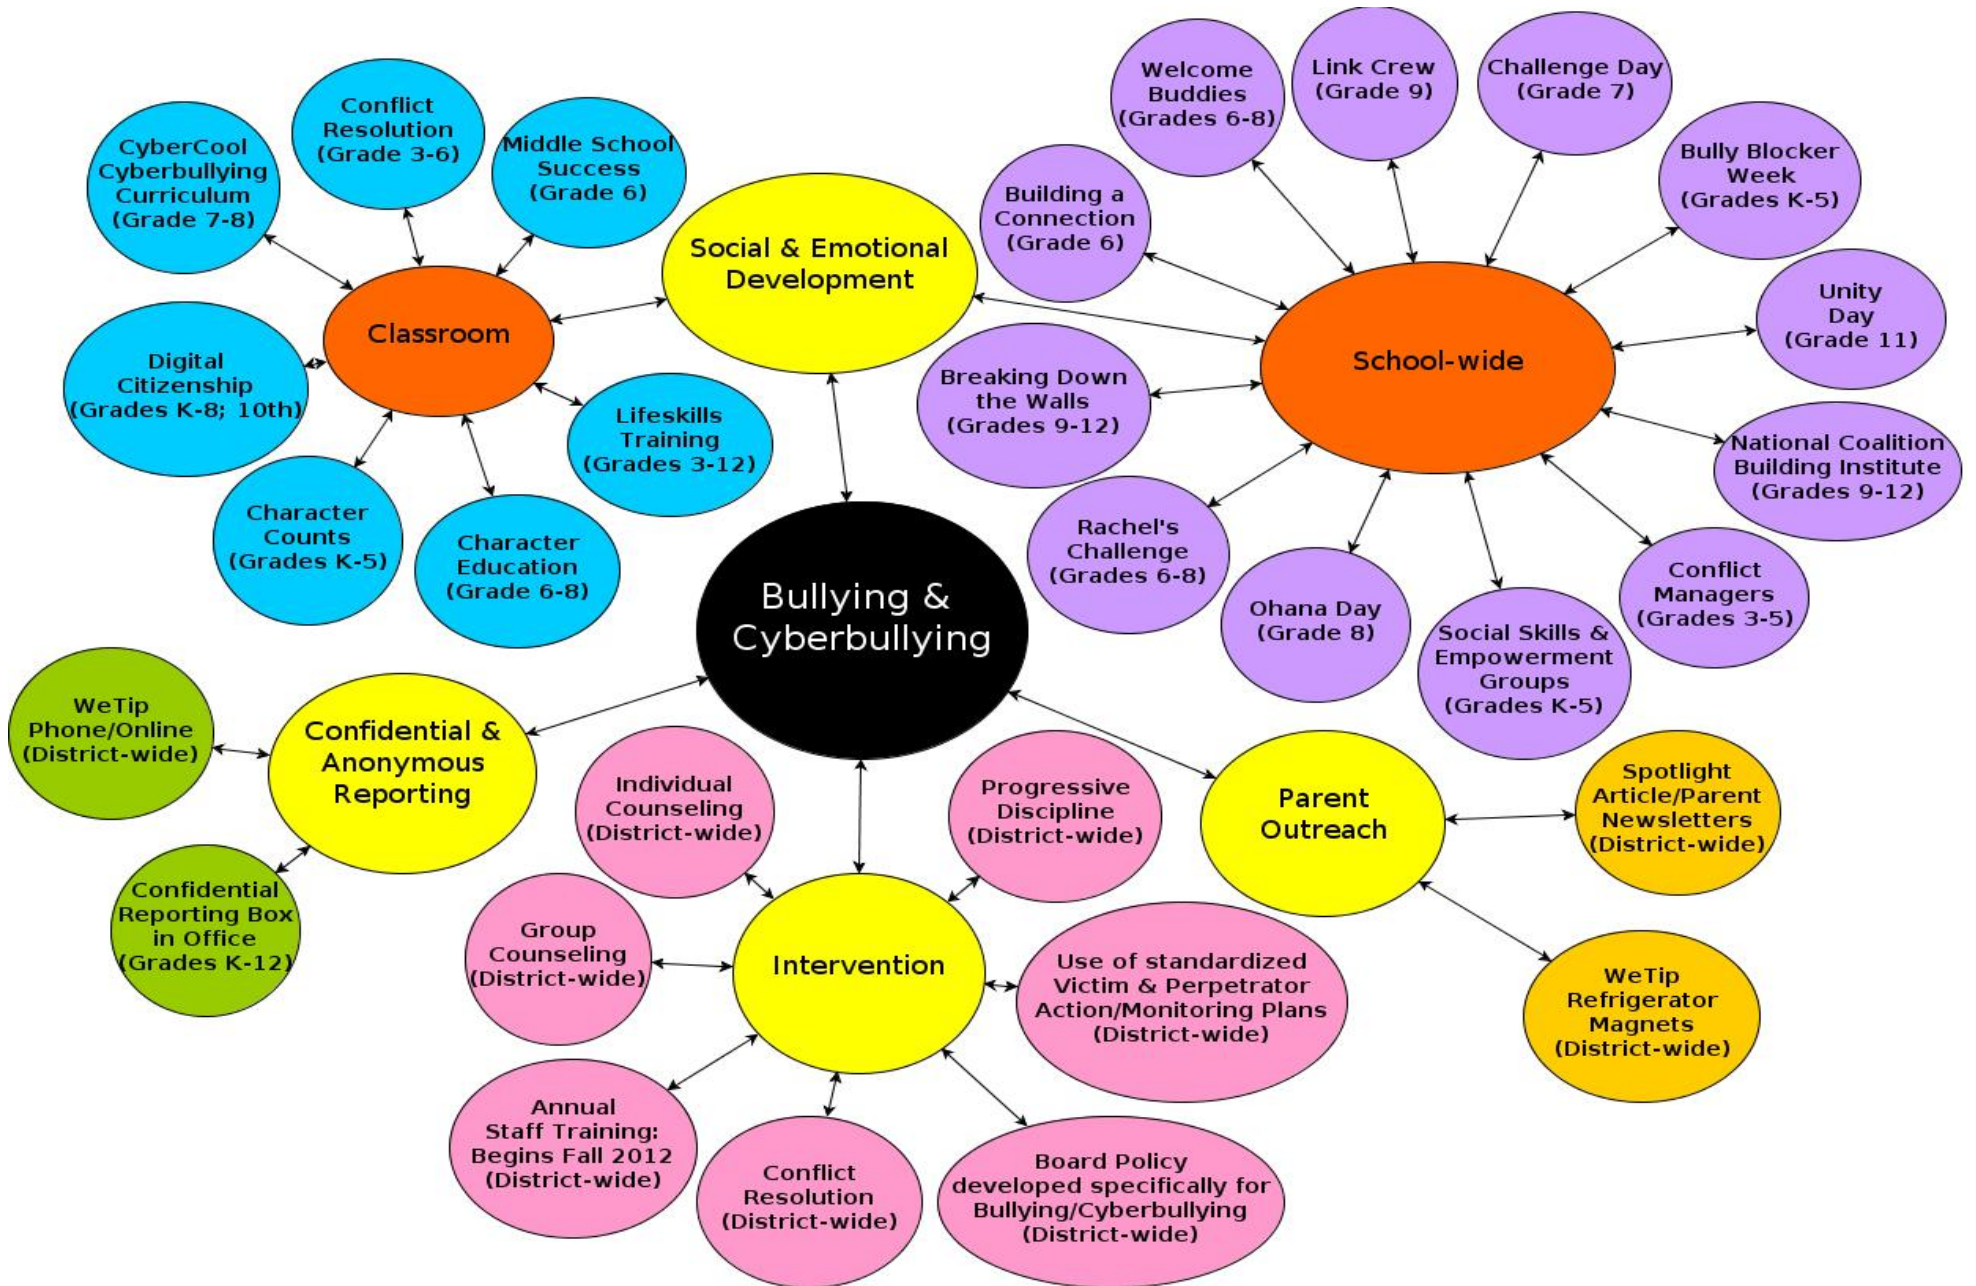 CyberCool
Cyberbullying
Curriculum
(Grade 7-8)
Conflict
Resolution
(Grade 3-6)
Middle School
Success
(Grade 6)
Social & Emotional
Development
Classroom
Digital
Citizenship
(Grades K-8; 10th)
Character
Counts
(Grades K-5)
Character
Education
(Grade 6-8)
Lifeskills
Training
(Grades 3-12)
Welcome
Buddies
(Grades 6-8)
Link Crew
(Grade 9)
Challenge Day
(Grade 7)
Bully Blocker
Week
(Grades K-5)
Building a
Connection
(Grade 6)
Unity
Day
(Grade 11)
School-wide
Breaking Down
the Walls
(Grades 9-12)
National Coalition
Building Institute
(Grades 9-12)
Rachel's
Challenge
(Grades 6-8)
Ohana Day
(Grade 8)
Social Skills &
Empowerment
Groups
(Grades K-5)
Conflict
Managers
(Grades 3-5)
Bullying &
Cyberbullying
WeTip
Phone/Online
(District-wide)
Confidential &
Anonymous
Reporting
Confidential
Reporting Box
in Office
(Grades K-12)
Individual
Counseling
(District-wide)
Progressive
Discipline
(District-wide)
Group
Counseling
(District-wide)
Intervention
Use of standardized
Victim & Perpetrator
Action/Monitoring Plans
(District-wide)
Annual
Staff Training:
Begins Fall 2012
(District-wide)
Conflict
Resolution
(District-wide)
Board Policy
developed specifically for
Bullying/Cyberbullying
(District-wide)
Parent
Outreach
Spotlight
Article/Parent
Newsletters
(District-wide)
WeTip
Refrigerator
Magnets
(District-wide)